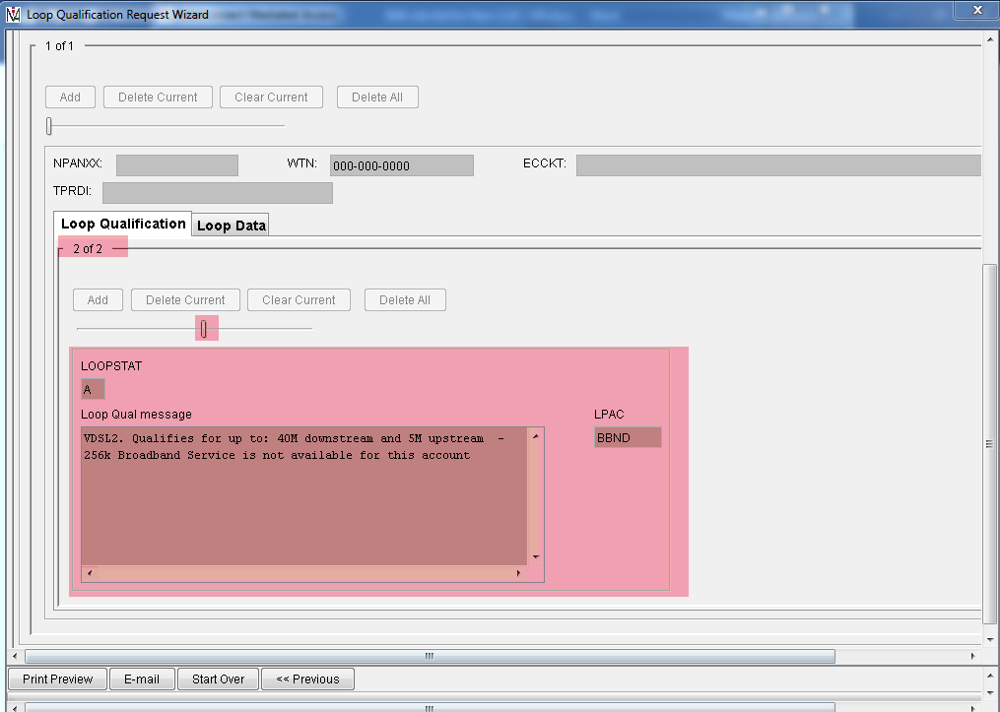 Loop Qualification Request Wizard
1 of 1
Add Delete Current Clear Current Delete All
NPANXX: WTN: 000-000-0000 ECCKT:
TPRDI:
Loop Qualification Loop Data
2 of 2
Add Delete Current Clear Current Delete All
LOOPSTAT
A
Loop Qual message LPAC
VDSL2. Qualifies for up to: 40M downstream and 5M upstream - BBND
256k Broadband Service is not available for this account
Print Preview E-mail Start Over << Previous